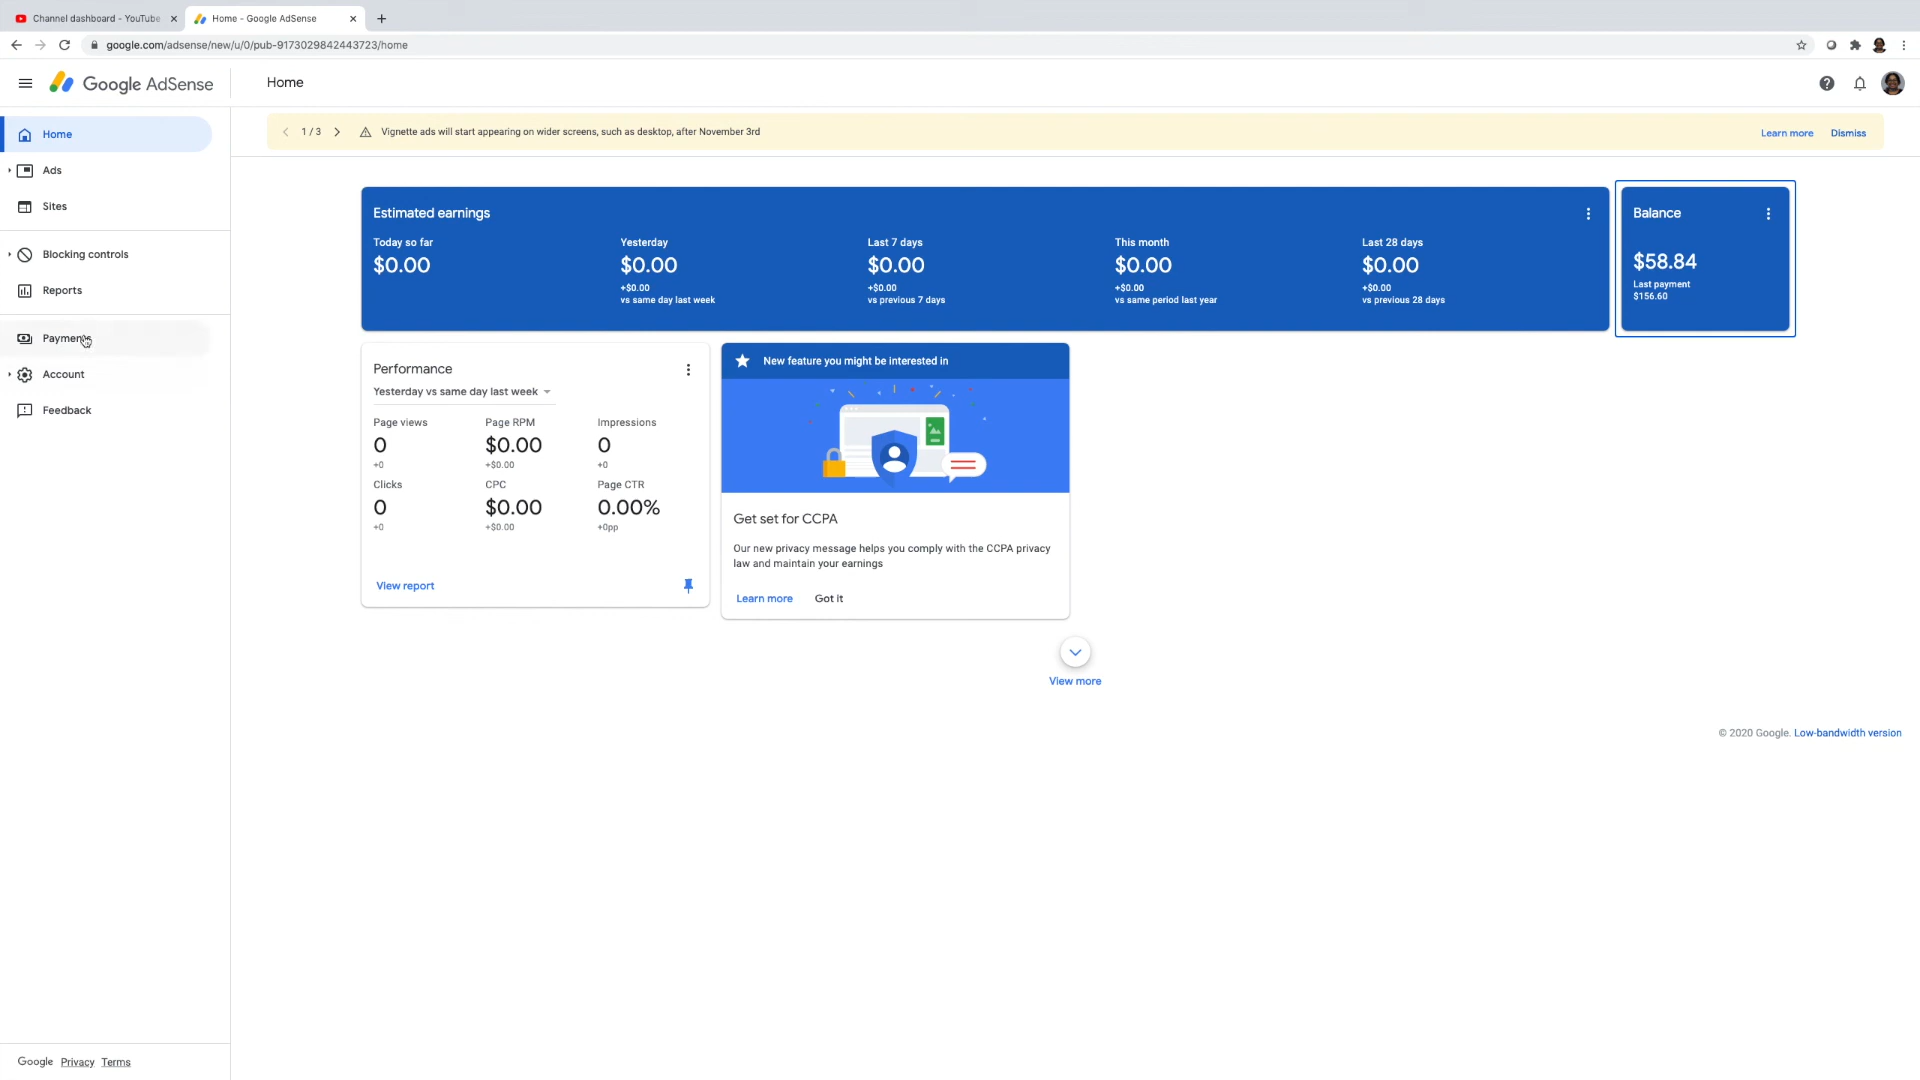 Channel dashboard - YouTube
Home - Google AdSense
google.com/adsense/new/u/0/pub-9173029842443723/home
Google AdSense
Home
Home
Ads
Sites
Blocking controls
Reports
Payments
Account
Feedback
1 / 3
Vignette ads will start appearing on wider screens, such as desktop, after November 3rd
Learn more
Dismiss
Estimated earnings
Today so far
$0.00
Yesterday
$0.00
+$0.00
vs same day last week
Last 7 days
$0.00
+$0.00
vs previous 7 days
This month
$0.00
+$0.00
vs same period last year
Last 28 days
$0.00
+$0.00
vs previous 28 days
Balance
$58.84
Last payment
$156.60
Performance
Yesterday vs same day last week
Page views
0
+0
Page RPM
$0.00
+$0.00
Impressions
0
+0
Clicks
0
+0
CPC
$0.00
+$0.00
Page CTR
0.00%
+0pp
View report
New feature you might be interested in
Get set for CCPA
Our new privacy message helps you comply with the CCPA privacy
law and maintain your earnings
Learn more
Got it
View more
© 2020 Google. Low-bandwidth version
Google Privacy Terms